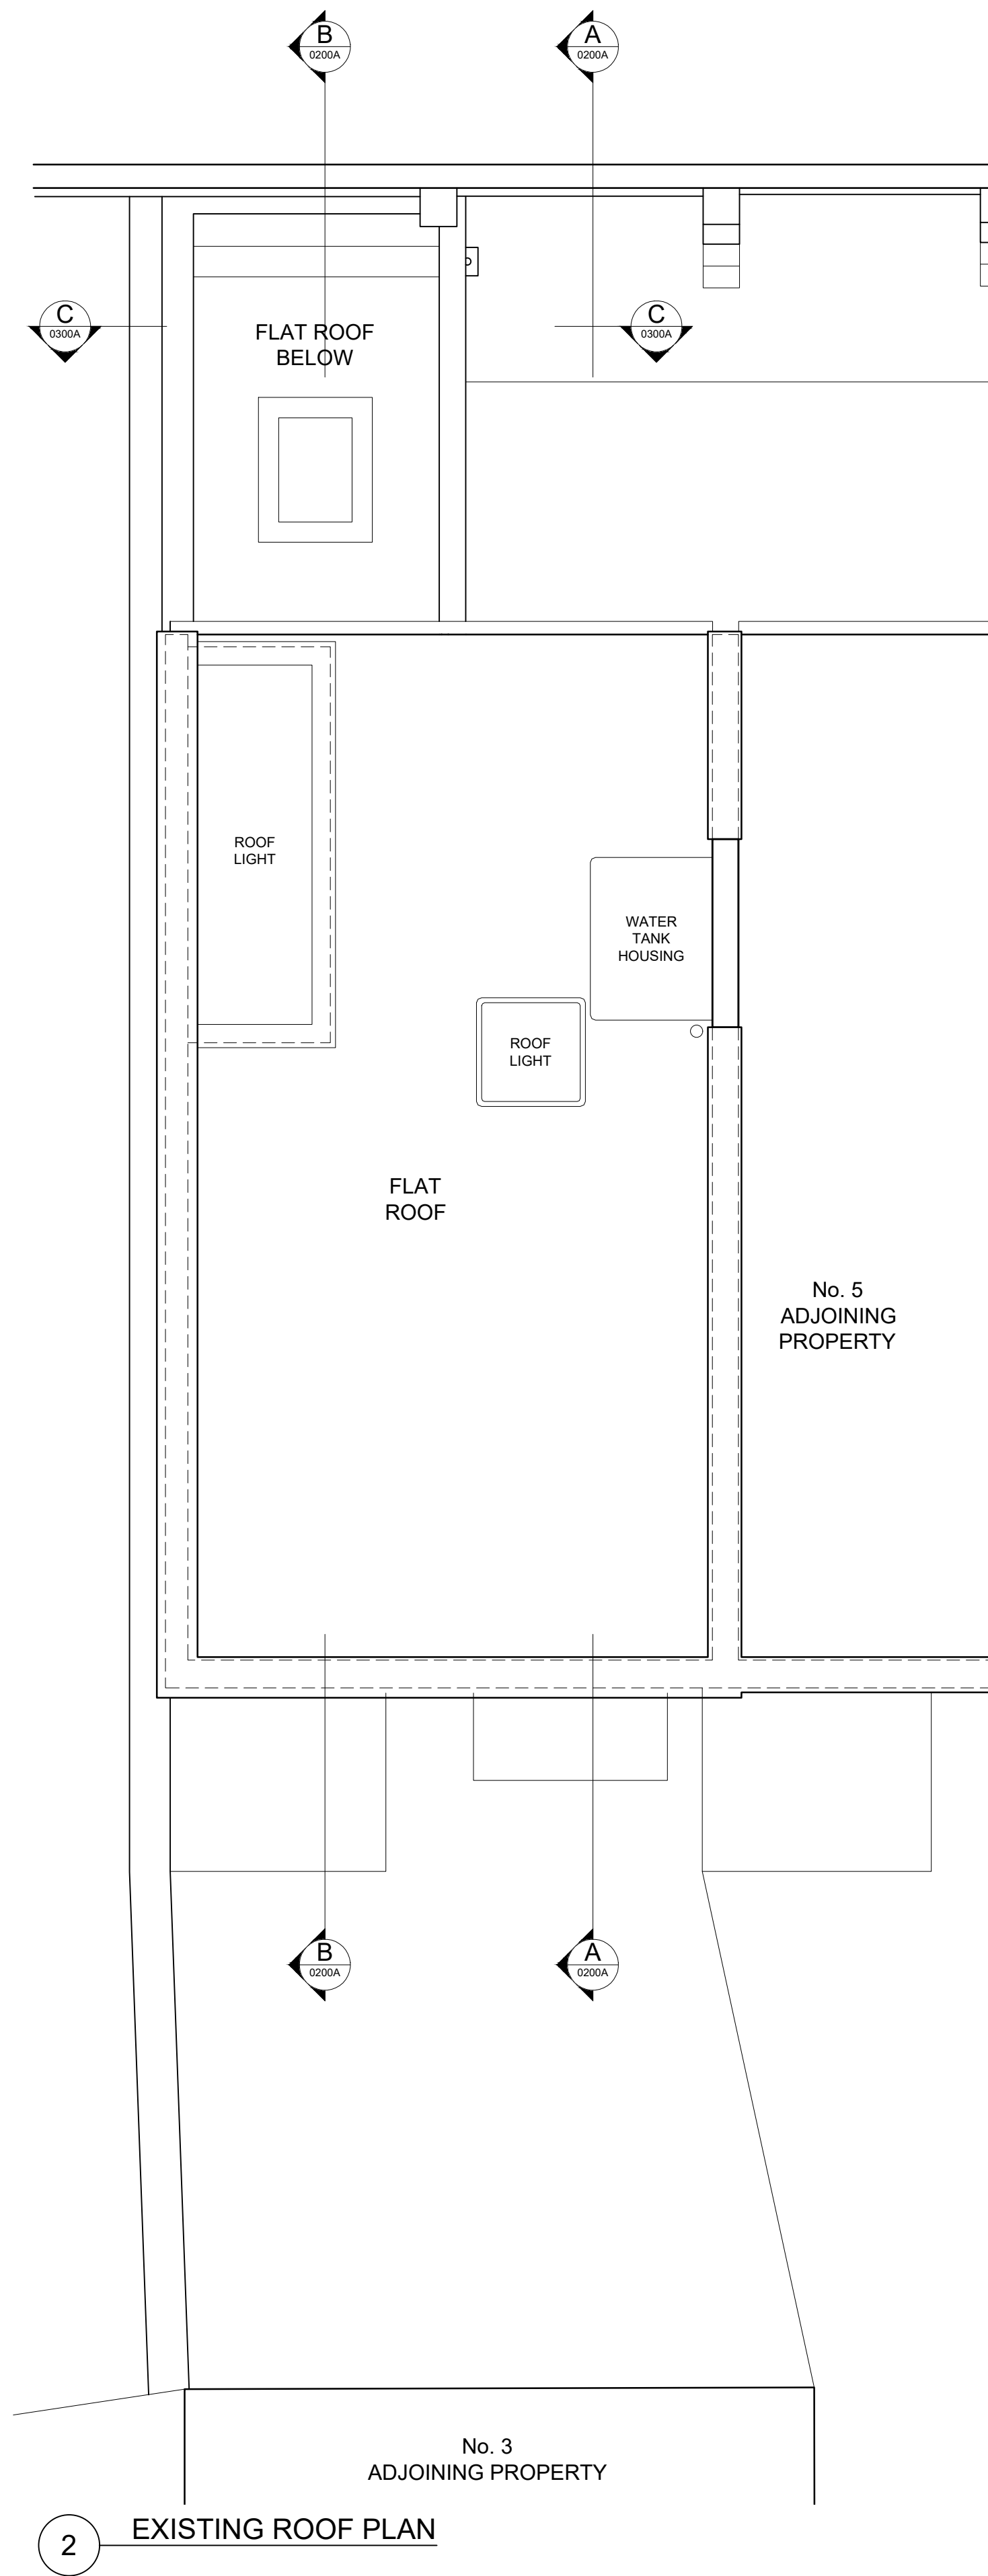 B
0200A
A
0200A
C
0300A
FLAT ROOF
BELOW
C
0300A
ROOF
LIGHT
WATER
TANK
HOUSING
ROOF
LIGHT
FLAT
ROOF
No. 5
ADJOINING
PROPERTY
B
0200A
A
0200A
No. 3
ADJOINING PROPERTY
2
EXISTING ROOF PLAN